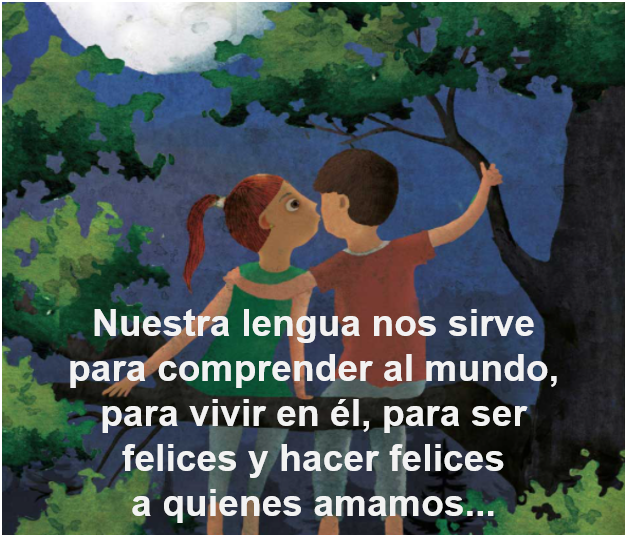 Nuestra lengua nos sirve
para comprender al mundo,
para vivir en él, para ser
felices y hacer felices
a quienes amamos...